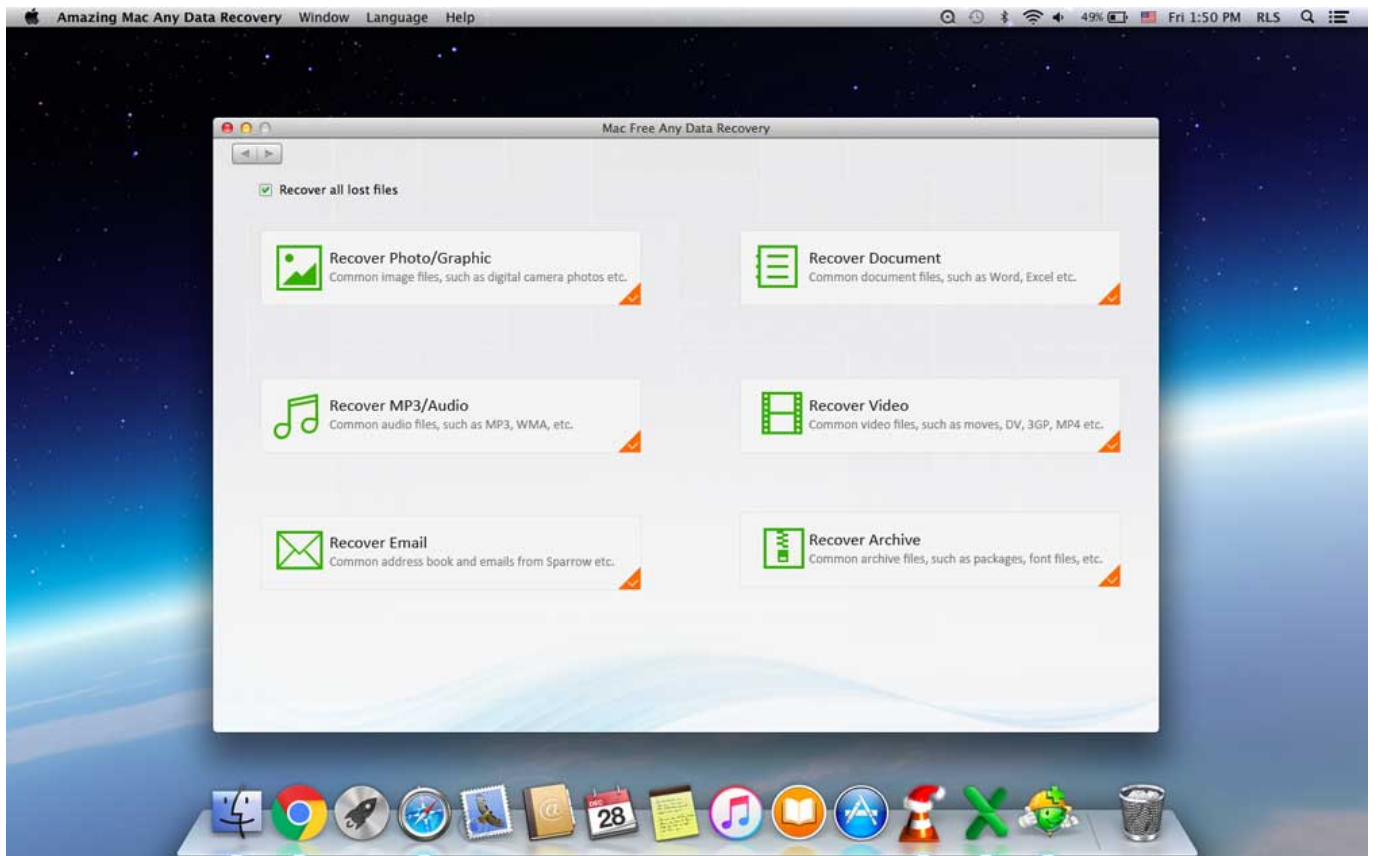 Amazing Mac Any Data Recovery Window Language Help 49% Fri 1:50 PM RLS
Mac Free Any Data Recovery
Recover all lost files
Recover Photo/Graphic
Common image files, such as digital camera photos etc.
Recover Document
Common document files, such as Word, Excel etc.
Recover MP3/Audio
Common audio files, such as MP3, WMA, etc.
Recover Video
Common video files, such as moves, DV, 3GP, MP4 etc.
Recover Email
Common address book and emails from Sparrow etc.
Recover Archive
Common archive files, such as packages, font files, etc.
@
DEC
28